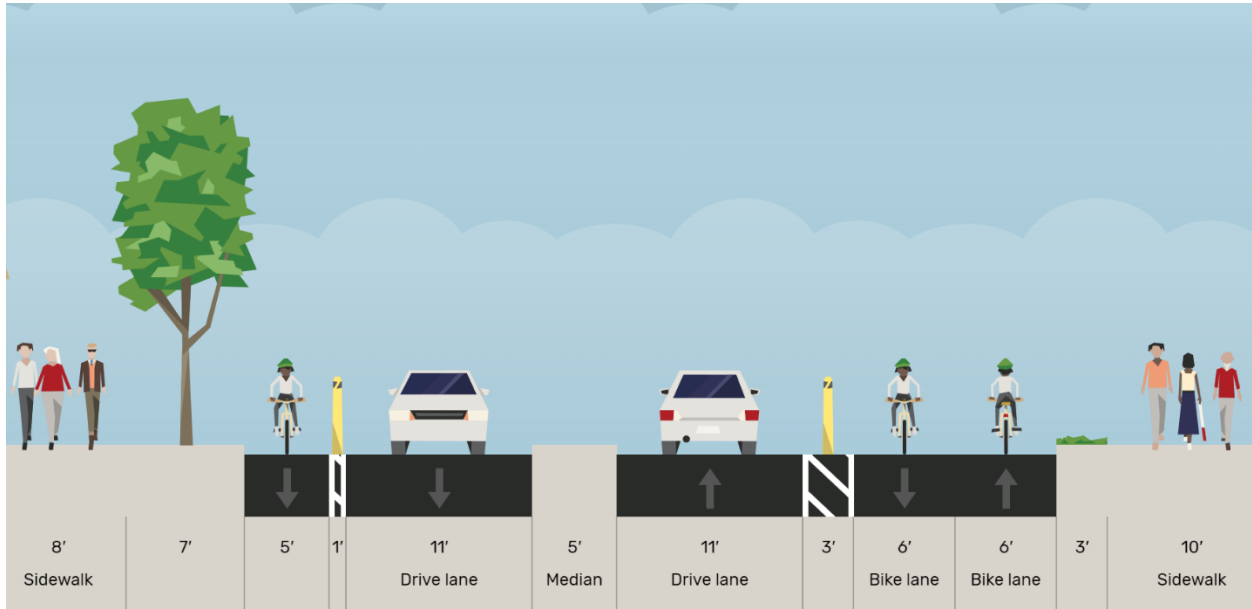 8′ 7′ 5′ 1′ 11′ 5′ 11′ 3′ 6′ 6′ 3′ 10′
Sidewalk Drive lane Median Drive lane Bike lane Bike lane Sidewalk